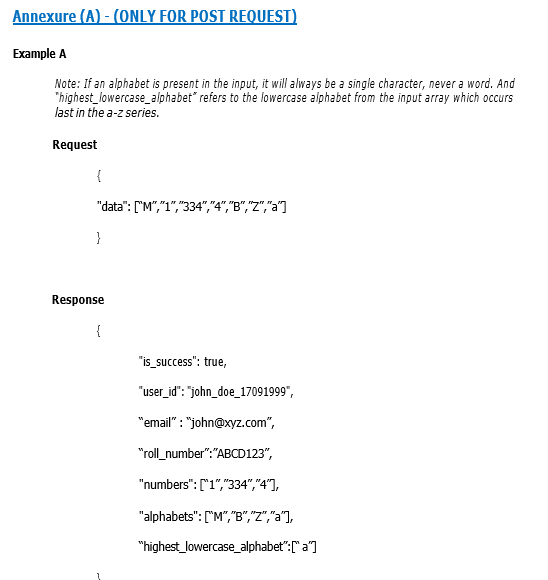 Annexure (A) - (ONLY FOR POST REQUEST)
Example A
Note: If an alphabet is present in the input, it will always be a single character, never a word. And
"highest_lowercase_alphabet" refers to the lowercase alphabet from the input array which occurs
last in the a-z series.
Request
{
"data": ["M","1","334","4","B","Z","a"]
}
Response
{
"is_success": true,
"user_id": "john_doe_17091999",
"email" : "john@xyz.com",
"roll_number":"ABCD123",
"numbers": ["1","334","4"],
"alphabets": ["M","B","Z","a"],
"highest_lowercase_alphabet":[" a"]
}